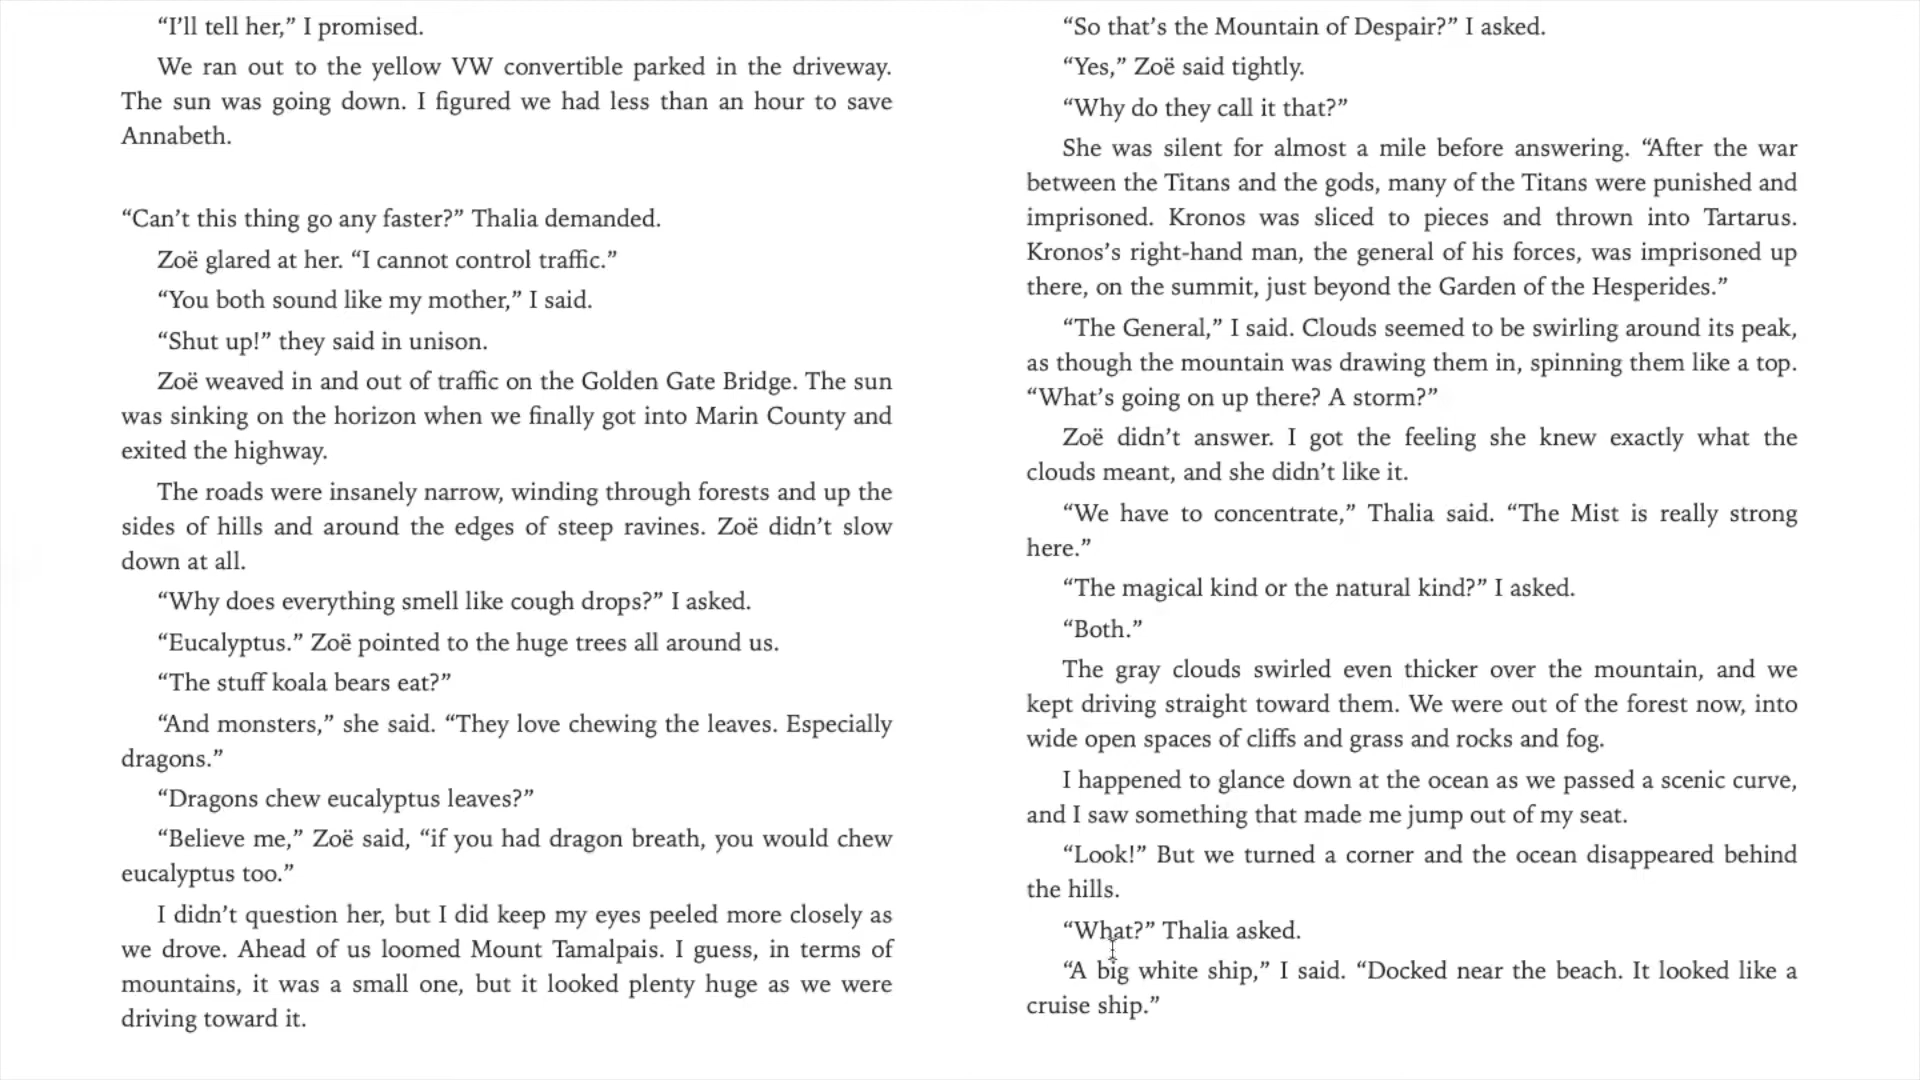 “I’ll tell her,” I promised.
We ran out to the yellow VW convertible parked in the driveway.
The sun was going down. I figured we had less than an hour to save
Annabeth.
“Can’t this thing go any faster?” Thalia demanded.
Zoë glared at her. “I cannot control traffic.”
“You both sound like my mother,” I said.
“Shut up!” they said in unison.
Zoë weaved in and out of traffic on the Golden Gate Bridge. The sun
was sinking on the horizon when we finally got into Marin County and
exited the highway.
The roads were insanely narrow, winding through forests and up the
sides of hills and around the edges of steep ravines. Zoë didn’t slow
down at all.
“Why does everything smell like cough drops?” I asked.
“Eucalyptus.” Zoë pointed to the huge trees all around us.
“The stuff koala bears eat?”
“And monsters,” she said. “They love chewing the leaves. Especially
dragons.”
“Dragons chew eucalyptus leaves?”
“Believe me,” Zoë said, “if you had dragon breath, you would chew
eucalyptus too.”
I didn’t question her, but I did keep my eyes peeled more closely as
we drove. Ahead of us loomed Mount Tamalpais. I guess, in terms of
mountains, it was a small one, but it looked plenty huge as we were
driving toward it.
“So that’s the Mountain of Despair?” I asked.
“Yes,” Zoë said tightly.
“Why do they call it that?”
She was silent for almost a mile before answering. “After the war
between the Titans and the gods, many of the Titans were punished and
imprisoned. Kronos was sliced to pieces and thrown into Tartarus.
Kronos’s right-hand man, the general of his forces, was imprisoned up
there, on the summit, just beyond the Garden of the Hesperides.”
“The General,” I said. Clouds seemed to be swirling around its peak,
as though the mountain was drawing them in, spinning them like a top.
“What’s going on up there? A storm?”
Zoë didn’t answer. I got the feeling she knew exactly what the
clouds meant, and she didn’t like it.
“We have to concentrate,” Thalia said. “The Mist is really strong
here.”
“The magical kind or the natural kind?” I asked.
“Both.”
The gray clouds swirled even thicker over the mountain, and we
kept driving straight toward them. We were out of the forest now, into
wide open spaces of cliffs and grass and rocks and fog.
I happened to glance down at the ocean as we passed a scenic curve,
and I saw something that made me jump out of my seat.
“Look!” But we turned a corner and the ocean disappeared behind
the hills.
“What?” Thalia asked.
“A big white ship,” I said. “Docked near the beach. It looked like a
cruise ship.”